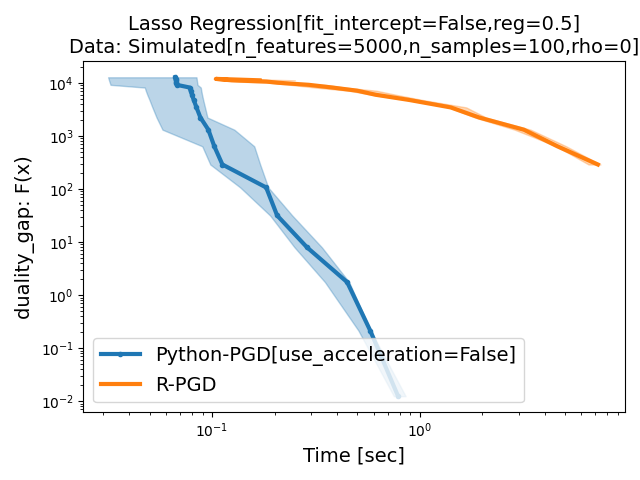 Lasso Regression[fit_intercept=False,reg=0.5]
Data: Simulated[n_features=5000,n_samples=100,rho=0]
duality_gap: F(x)
10^4
10^3
10^2
10^1
10^0
10^-1
10^-2
Python-PGD[use_acceleration=False]
R-PGD
10^-1
10^0
Time [sec]